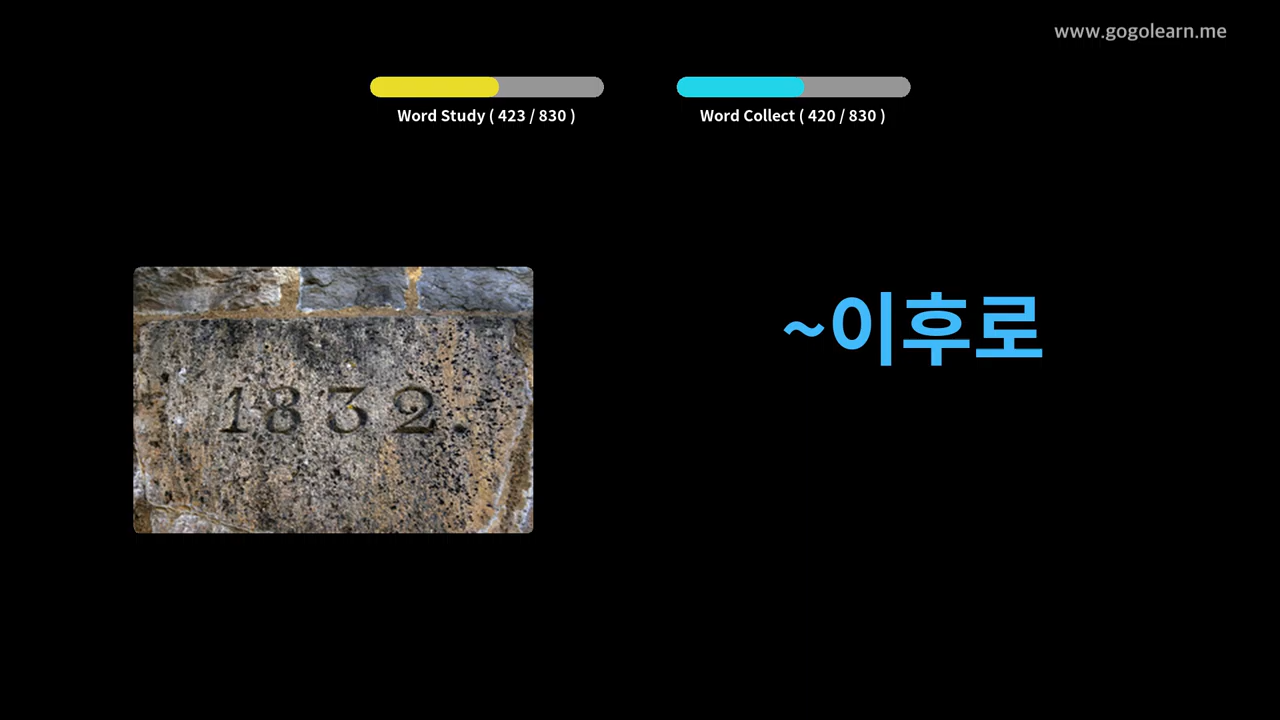 www.gogolearn.me
Word Study ( 423 / 830 )
Word Collect ( 420 / 830 )
~이후로
1832.